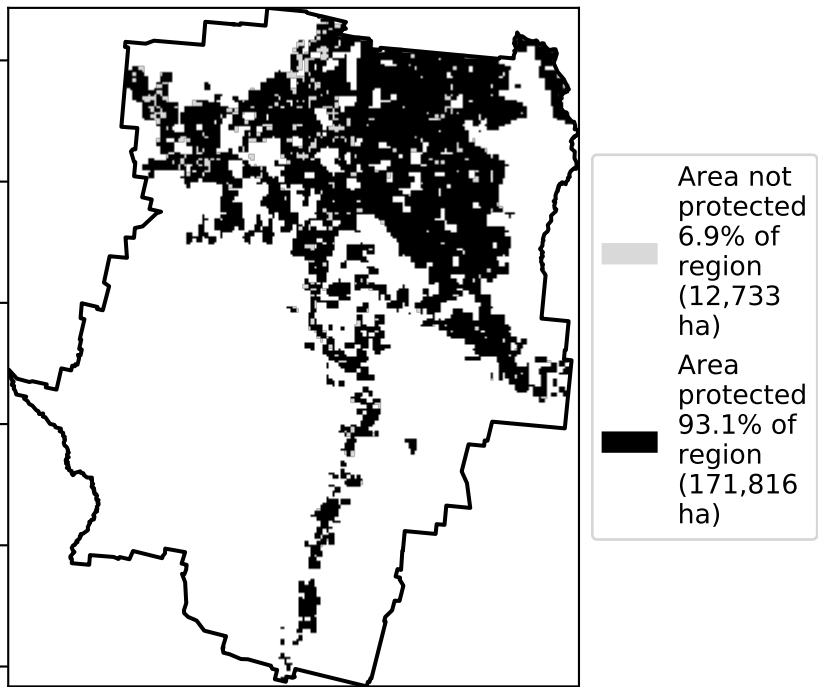 Area not
protected
6.9% of
region
(12,733
ha)
Area
protected
93.1% of
region
(171,816
ha)